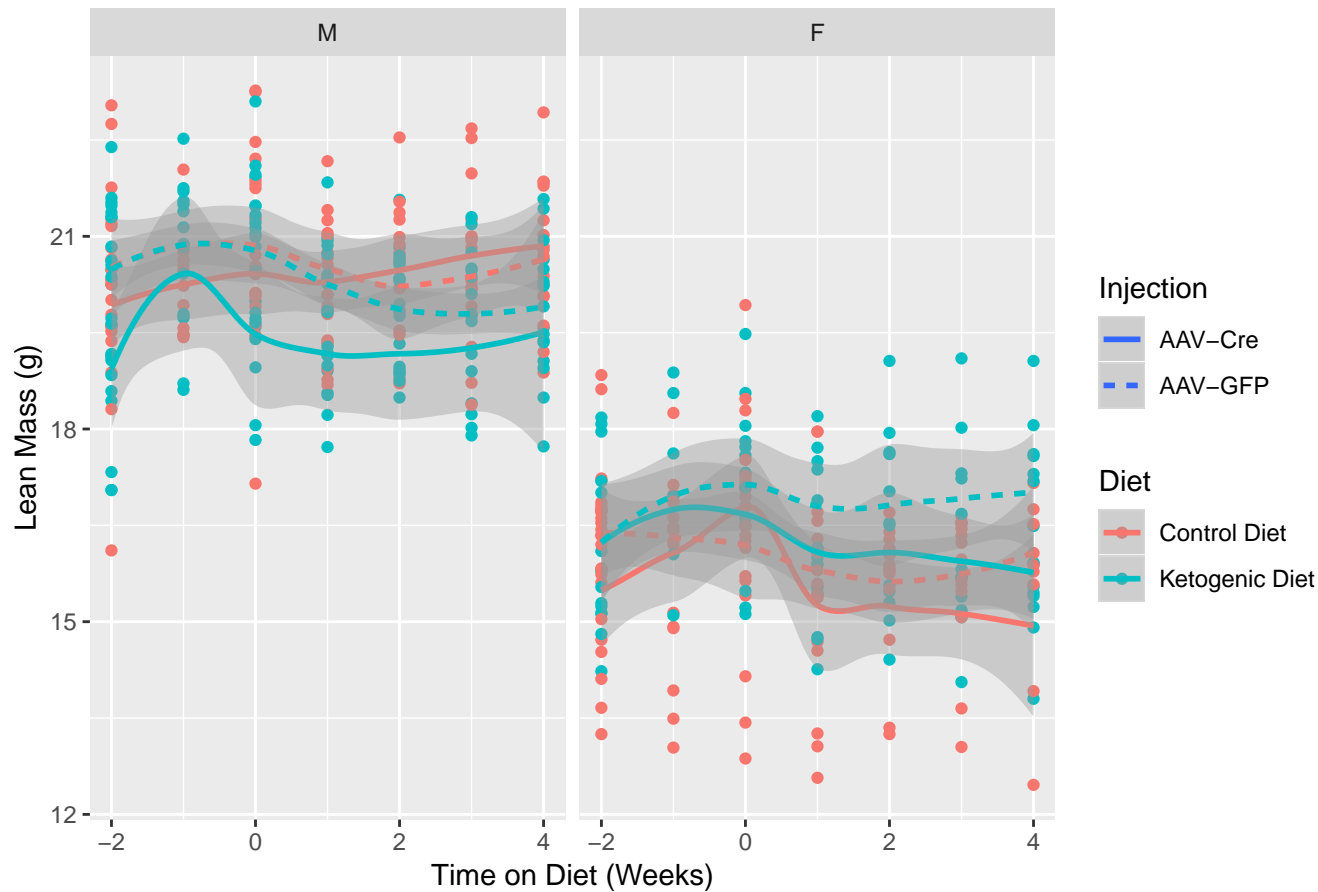 M
F
Lean Mass (g)
21
18
15
12
−2
0
2
4
−2
0
2
4
Time on Diet (Weeks)
Injection
AAV−Cre
AAV−GFP
Diet
Control Diet
Ketogenic Diet